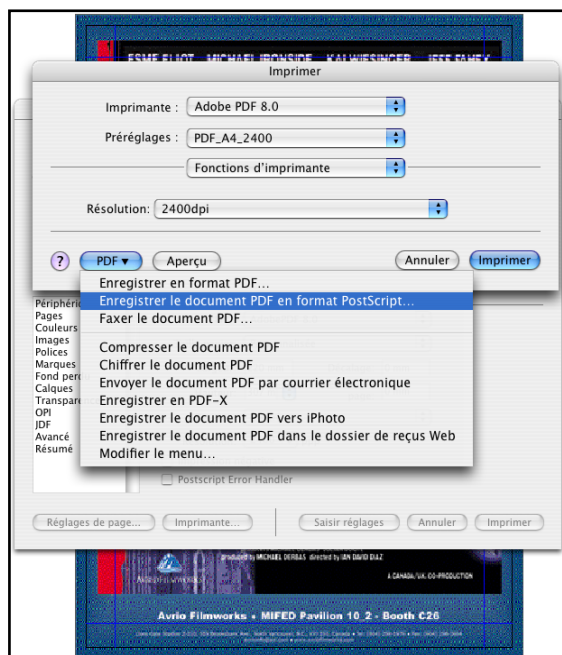 ESME ELIOT MICHAEL IRONSIDE KAI WIESINGER JEFF FAHEY
Imprimer
Imprimante : Adobe PDF 8.0
Préréglages : PDF_A4_2400
Fonctions d'imprimante
Résolution: 2400dpi
? PDF▼ Aperçu Annuler Imprimer
Enregistrer en format PDF...
Enregistrer le document PDF en format PostScript...
Faxer le document PDF...
Compresser le document PDF
Chiffrer le document PDF
Envoyer le document PDF par courrier électronique
Enregistrer en PDF-X
Enregistrer le document PDF vers iPhoto
Enregistrer le document PDF dans le dossier de reçus Web
Modifier le menu...
Pages
Couleurs
Images
Polices
Marques
Fond
Calques
OPI
JDF
Avancé
Résumé
Postscript Error Handler
Réglages de page... Imprimante... Saisir réglages Annuler Imprimer
produced by MICHAEL DERBAS directed by IAN DAVID DIAZ
A CANADA/UK. CO-PRODUCTION
Avrio Filmworks • MIFED Pavilion 10_2 - Booth C26